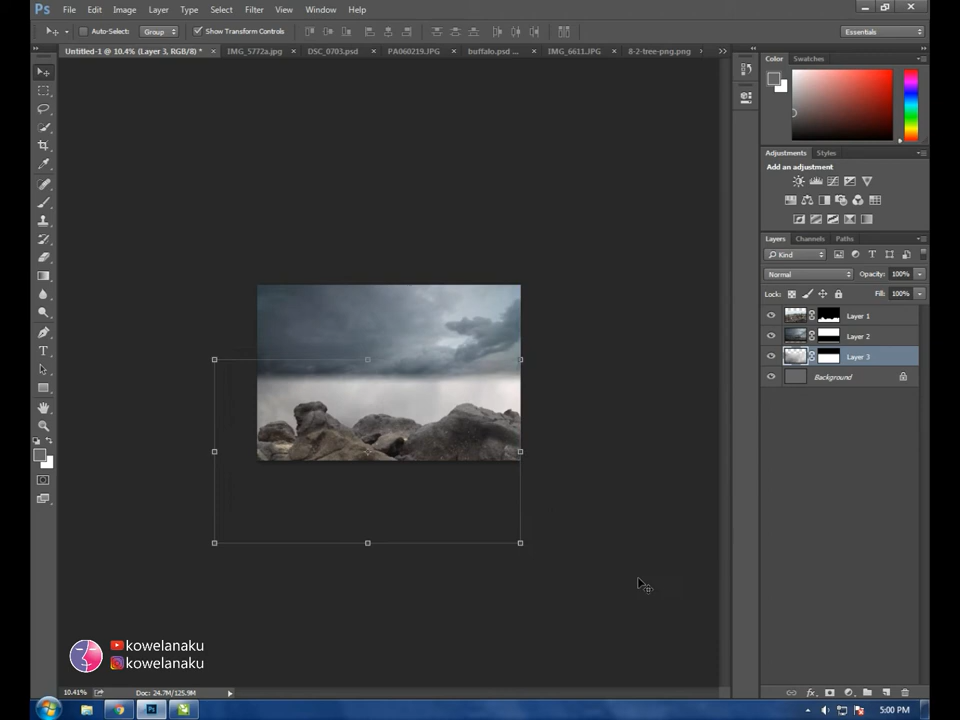 Ps File Edit Image Layer Type Select Filter View Window Help
Auto-Select: Group Show Transform Controls Essentials
Untitled-1 @ 10.4% (Layer 3, RGB/8) * × IMG_5772a.jpg × DSC_0703.psd × PA060219.JPG × buffalo.psd ... × IMG_6611.JPG × 8-2-tree-png.png
Color Swatches
Adjustments Styles
Add an adjustment
Layers Channels Paths
Kind
Normal Opacity: 100%
Lock: Fill: 100%
Layer 1
Layer 2
Layer 3
Background
kowelanaku
kowelanaku
10.41% Doc: 24.7M/125.9M
Ps 5:00 PM